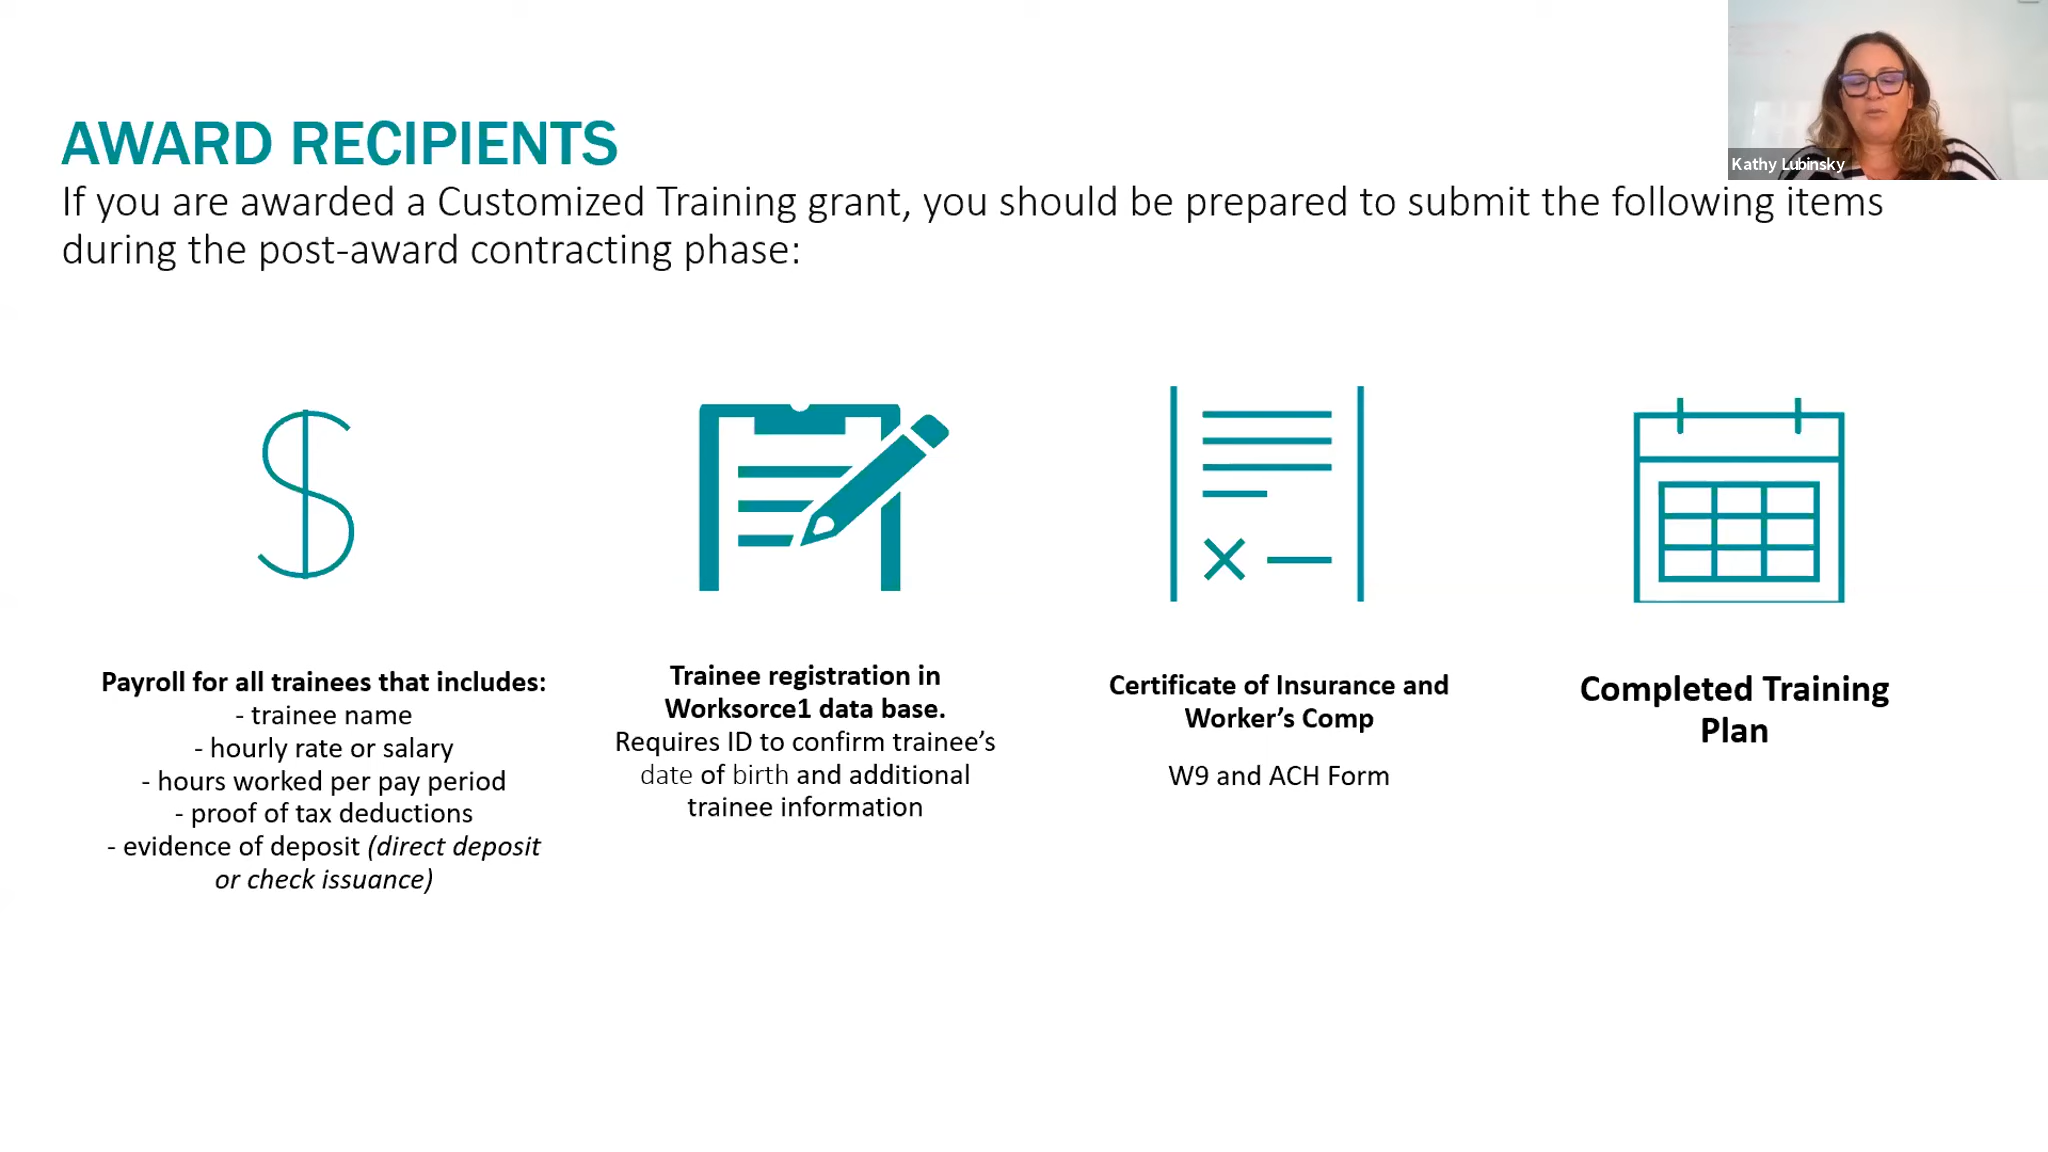 AWARD RECIPIENTS
If you are awarded a Customized Training grant, you should be prepared to submit the following items
during the post-award contracting phase:
Kathy Lubinsky
Payroll for all trainees that includes:
- trainee name
- hourly rate or salary
- hours worked per pay period
- proof of tax deductions
- evidence of deposit (direct deposit
or check issuance)
Trainee registration in
Worksorce1 data base.
Requires ID to confirm trainee’s
date of birth and additional
trainee information
Certificate of Insurance and
Worker’s Comp
W9 and ACH Form
Completed Training
Plan